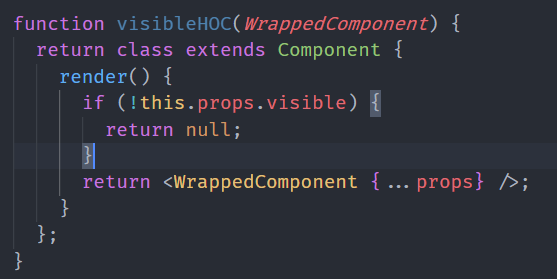 function visibleHOC(WrappedComponent) {
  return class extends Component {
    render() {
      if (!this.props.visible) {
        return null;
      }
      return <WrappedComponent {...props} />;
    }
  };
}